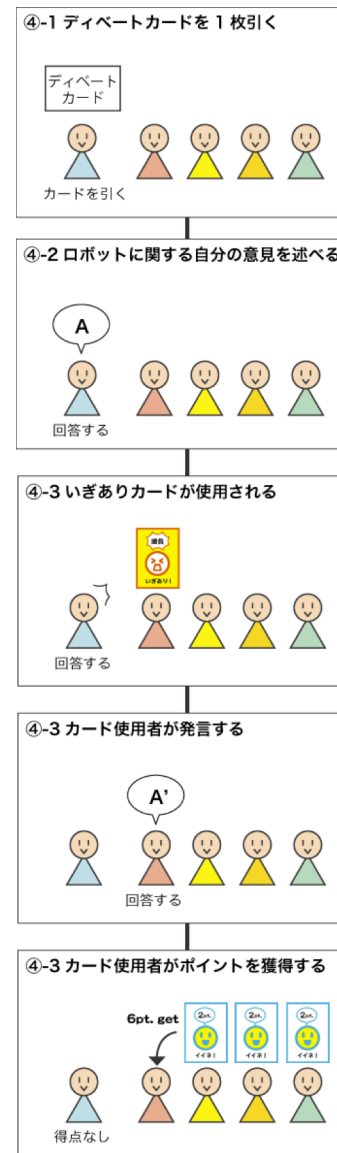 ④-1 ディベートカードを 1 枚引く
ディベート
カード
カードを引く
④-2 ロボットに関する自分の意見を述べる
A
回答する
④-3 いぎありカードが使用される
いぎあり!
回答する
④-3 カード使用者が発言する
A'
回答する
④-3 カード使用者がポイントを獲得する
6pt. get
2pt. 2pt. 2pt.
イイネ! イイネ! イイネ!
得点なし